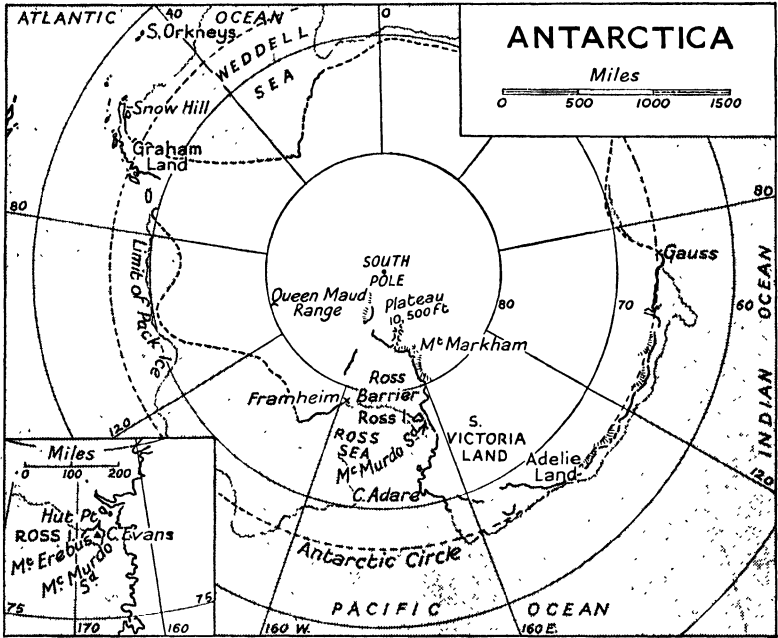 ATLANTIC OCEAN
40
0
S. Orkneys
WEDDELL
SEA
ANTARCTICA
Miles
0 500 1000 1500
Snow Hill
Graham
Land
80
80
SOUTH
POLE
Gauss
Queen Maud
Range
Plateau
10,500 ft
80
70
60
INDIAN OCEAN
Limit of Pack Ice
Mt Markham
Ross
Barrier
Framheim
Ross I.
ROSS
SEA
McMurdo Sd
S.
VICTORIA
LAND
Adelie
Land
120
120
C. Adare
Antarctic Circle
PACIFIC OCEAN
160 W.
160 E.
Miles
0 100 200
Hut Pt
ROSS I.
C. Evans
Mt Erebus
McMurdo
Sd
75
75
170
160